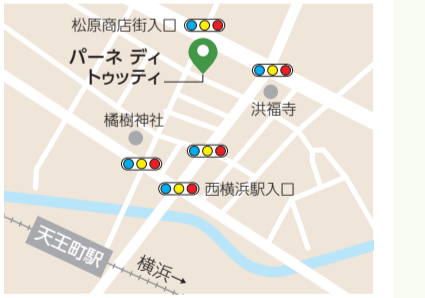 松原商店街入口
パーネ ディ
トゥッティ
洪福寺
橘樹神社
西横浜駅入口
天王町駅
横浜→